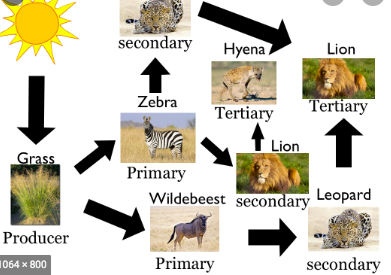 secondary
Hyena
Lion
Tertiary
Tertiary
Zebra
Primary
Grass
Producer
Lion
secondary
Wildebeest
Primary
Leopard
secondary
1064 × 800